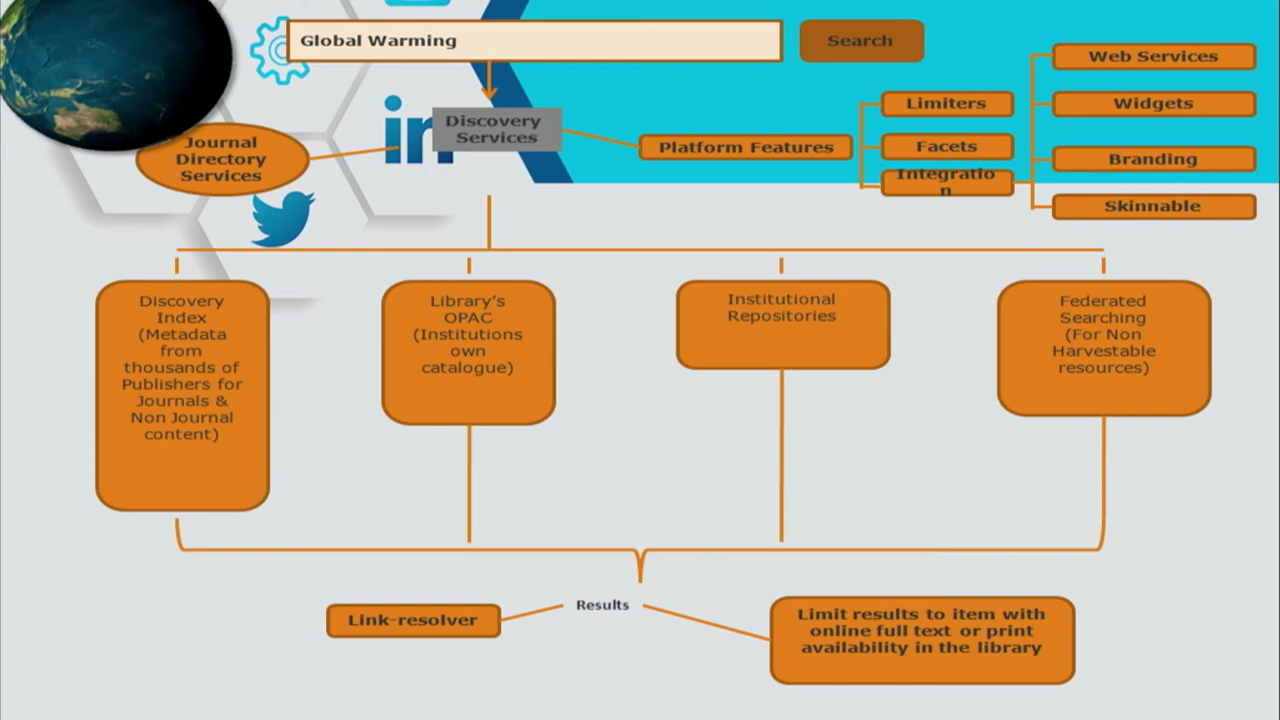 Global Warming
Search
Discovery
Services
Journal
Directory
Services
in
Platform Features
Limiters
Facets
Integratio
n
Web Services
Widgets
Branding
Skinnable
Discovery
Index
(Metadata
from
thousands of
Publishers for
Journals &
Non Journal
content)
Library’s
OPAC
(Institutions
own
catalogue)
Institutional
Repositories
Federated
Searching
(For Non
Harvestable
resources)
Results
Link-resolver
Limit results to item with
online full text or print
availability in the library